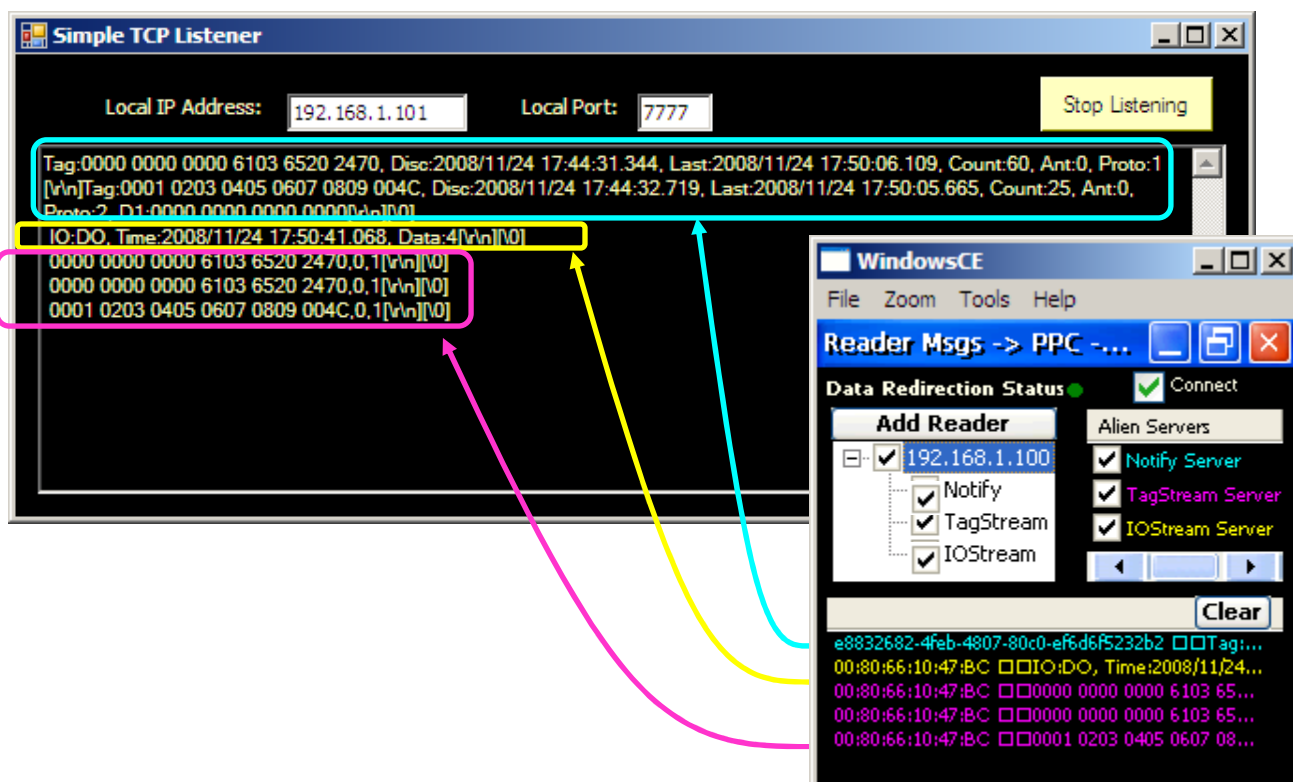 Simple TCP Listener
Local IP Address: 192.168.1.101 Local Port: 7777 Stop Listening
Tag:0000 0000 0000 6103 6520 2470, Disc:2008/11/24 17:44:31.344, Last:2008/11/24 17:50:06.109, Count:60, Ant:0, Proto:1
[\r\n]Tag:0001 0203 0405 0607 0809 004C, Disc:2008/11/24 17:44:32.719, Last:2008/11/24 17:50:05.665, Count:25, Ant:0,
Proto:2, D1:0000 0000 0000 0000[\r\n][\0]
IO:DO, Time:2008/11/24 17:50:41.068, Data:4[\r\n][\0]
0000 0000 0000 6103 6520 2470,0,1[\r\n][\0]
0000 0000 0000 6103 6520 2470,0,1[\r\n][\0]
0001 0203 0405 0607 0809 004C,0,1[\r\n][\0]
WindowsCE
File Zoom Tools Help
Reader Msgs -> PPC -...
Data Redirection Status Connect
Add Reader
Alien Servers
192.168.1.100
Notify
TagStream
IOStream
Notify Server
TagStream Server
IOStream Server
Clear
e8832682-4feb-4807-80c0-ef6d6f5232b2 □□Tag:...
00:80:66:10:47:BC □□IO:DO, Time:2008/11/24...
00:80:66:10:47:BC □□0000 0000 0000 6103 65...
00:80:66:10:47:BC □□0000 0000 0000 6103 65...
00:80:66:10:47:BC □□0001 0203 0405 0607 08...